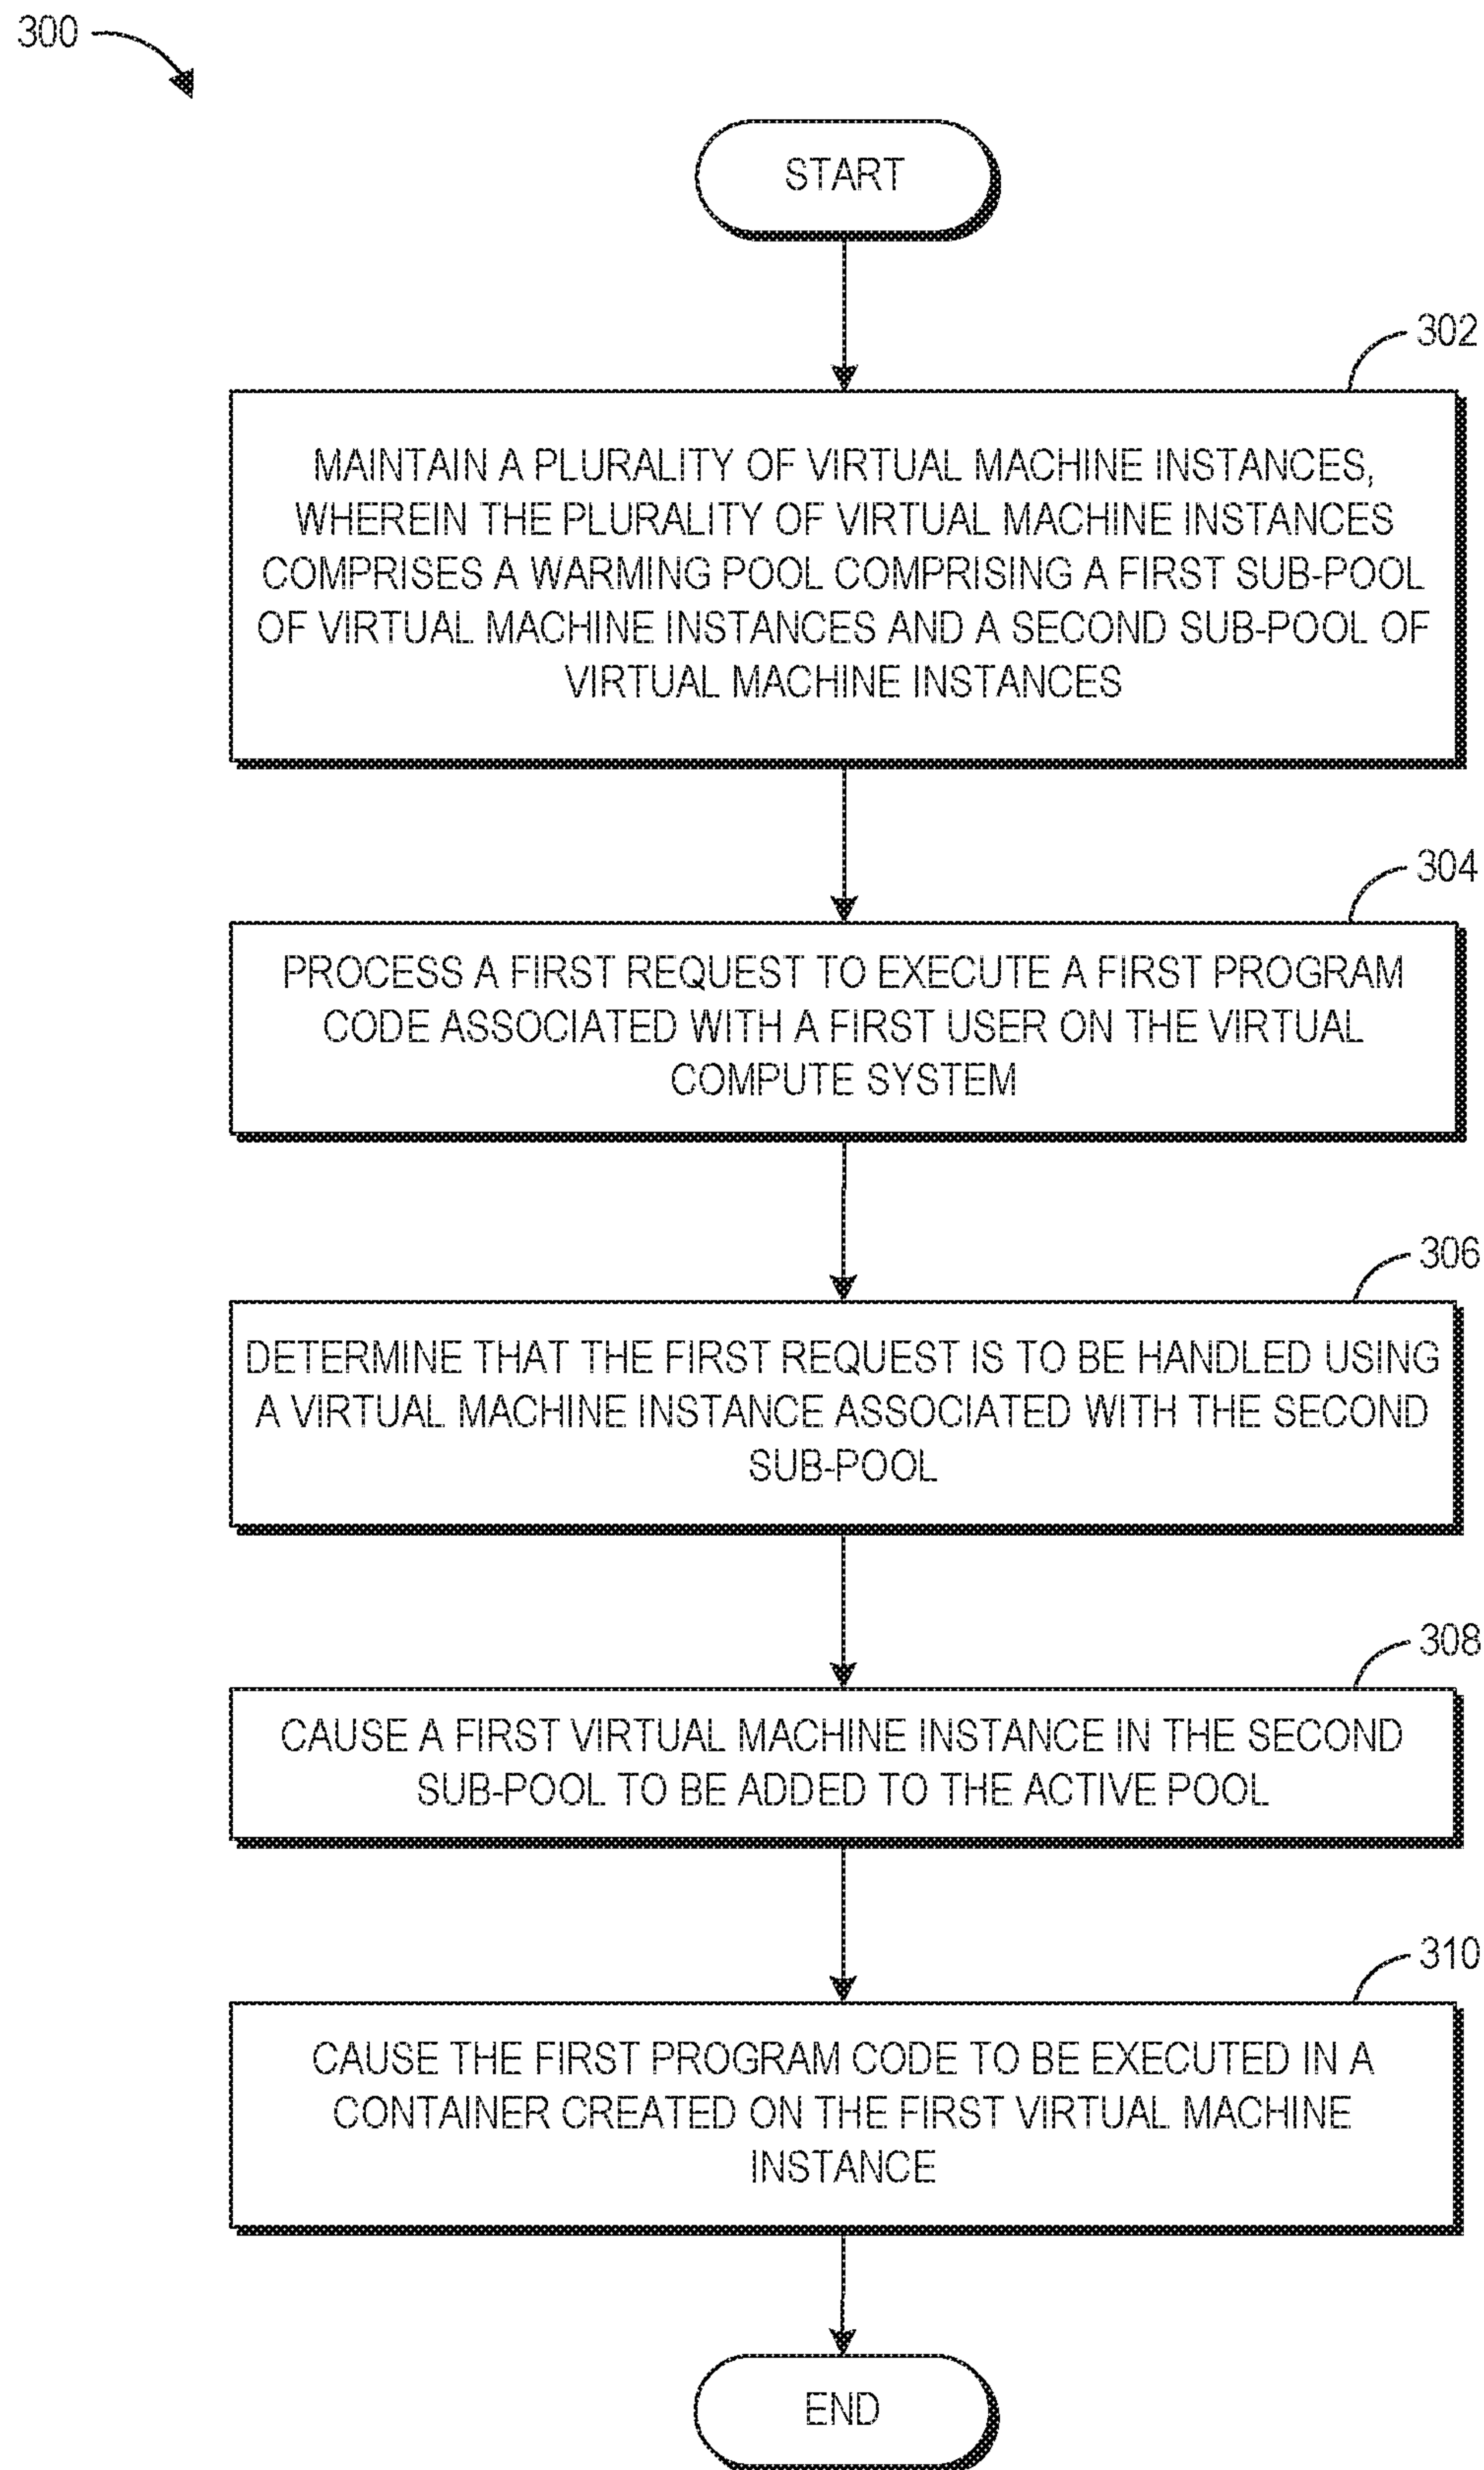 300
START
302
MAINTAIN A PLURALITY OF VIRTUAL MACHINE INSTANCES,
WHEREIN THE PLURALITY OF VIRTUAL MACHINE INSTANCES
COMPRISES A WARMING POOL COMPRISING A FIRST SUB-POOL
OF VIRTUAL MACHINE INSTANCES AND A SECOND SUB-POOL OF
VIRTUAL MACHINE INSTANCES
304
PROCESS A FIRST REQUEST TO EXECUTE A FIRST PROGRAM
CODE ASSOCIATED WITH A FIRST USER ON THE VIRTUAL
COMPUTE SYSTEM
306
DETERMINE THAT THE FIRST REQUEST IS TO BE HANDLED USING
A VIRTUAL MACHINE INSTANCE ASSOCIATED WITH THE SECOND
SUB-POOL
308
CAUSE A FIRST VIRTUAL MACHINE INSTANCE IN THE SECOND
SUB-POOL TO BE ADDED TO THE ACTIVE POOL
310
CAUSE THE FIRST PROGRAM CODE TO BE EXECUTED IN A
CONTAINER CREATED ON THE FIRST VIRTUAL MACHINE
INSTANCE
END